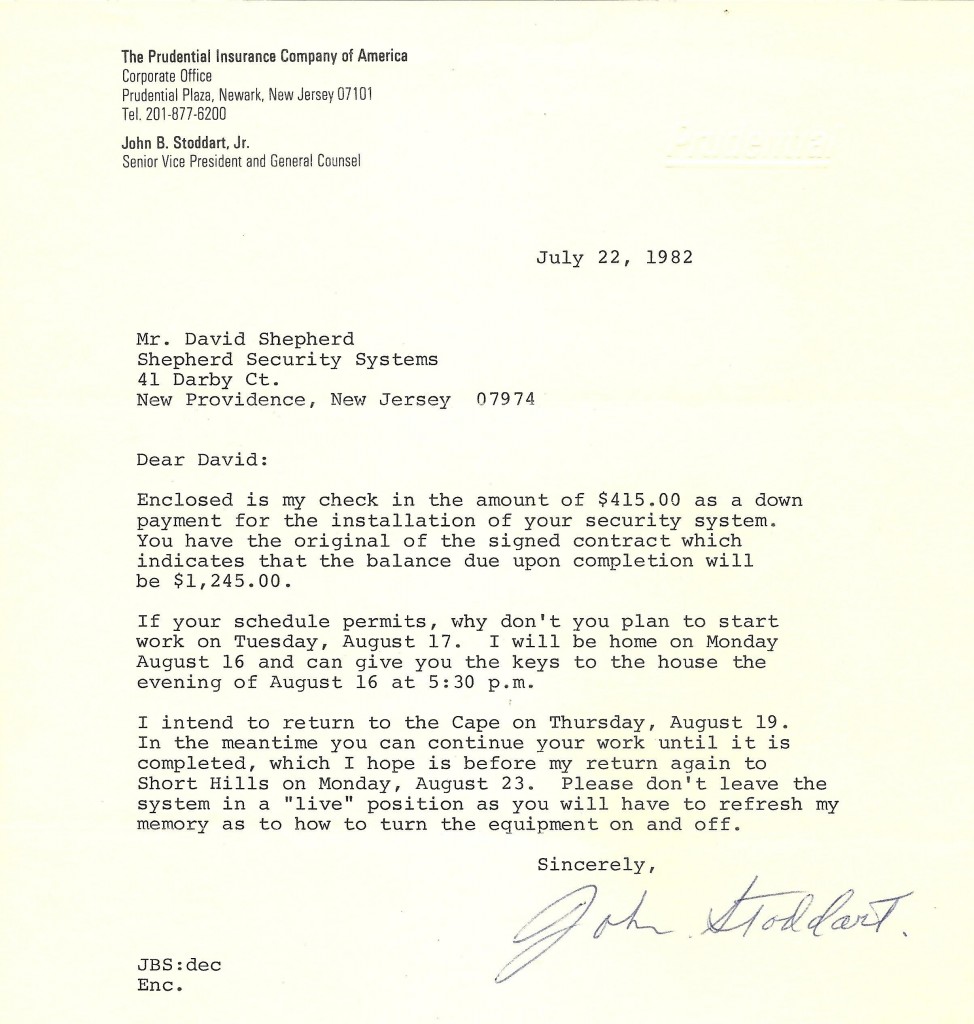 The Prudential Insurance Company of America
Corporate Office
Prudential Plaza, Newark, New Jersey 07101
Tel. 201-877-6200
John B. Stoddart, Jr.
Senior Vice President and General Counsel
Prudential
July 22, 1982
Mr. David Shepherd
Shepherd Security Systems
41 Darby Ct.
New Providence, New Jersey  07974
Dear David:
Enclosed is my check in the amount of $415.00 as a down
payment for the installation of your security system.
You have the original of the signed contract which
indicates that the balance due upon completion will
be $1,245.00.
If your schedule permits, why don't you plan to start
work on Tuesday, August 17.  I will be home on Monday
August 16 and can give you the keys to the house the
evening of August 16 at 5:30 p.m.
I intend to return to the Cape on Thursday, August 19.
In the meantime you can continue your work until it is
completed, which I hope is before my return again to
Short Hills on Monday, August 23.  Please don't leave the
system in a "live" position as you will have to refresh my
memory as to how to turn the equipment on and off.
Sincerely,
John Stoddart.
JBS:dec
Enc.